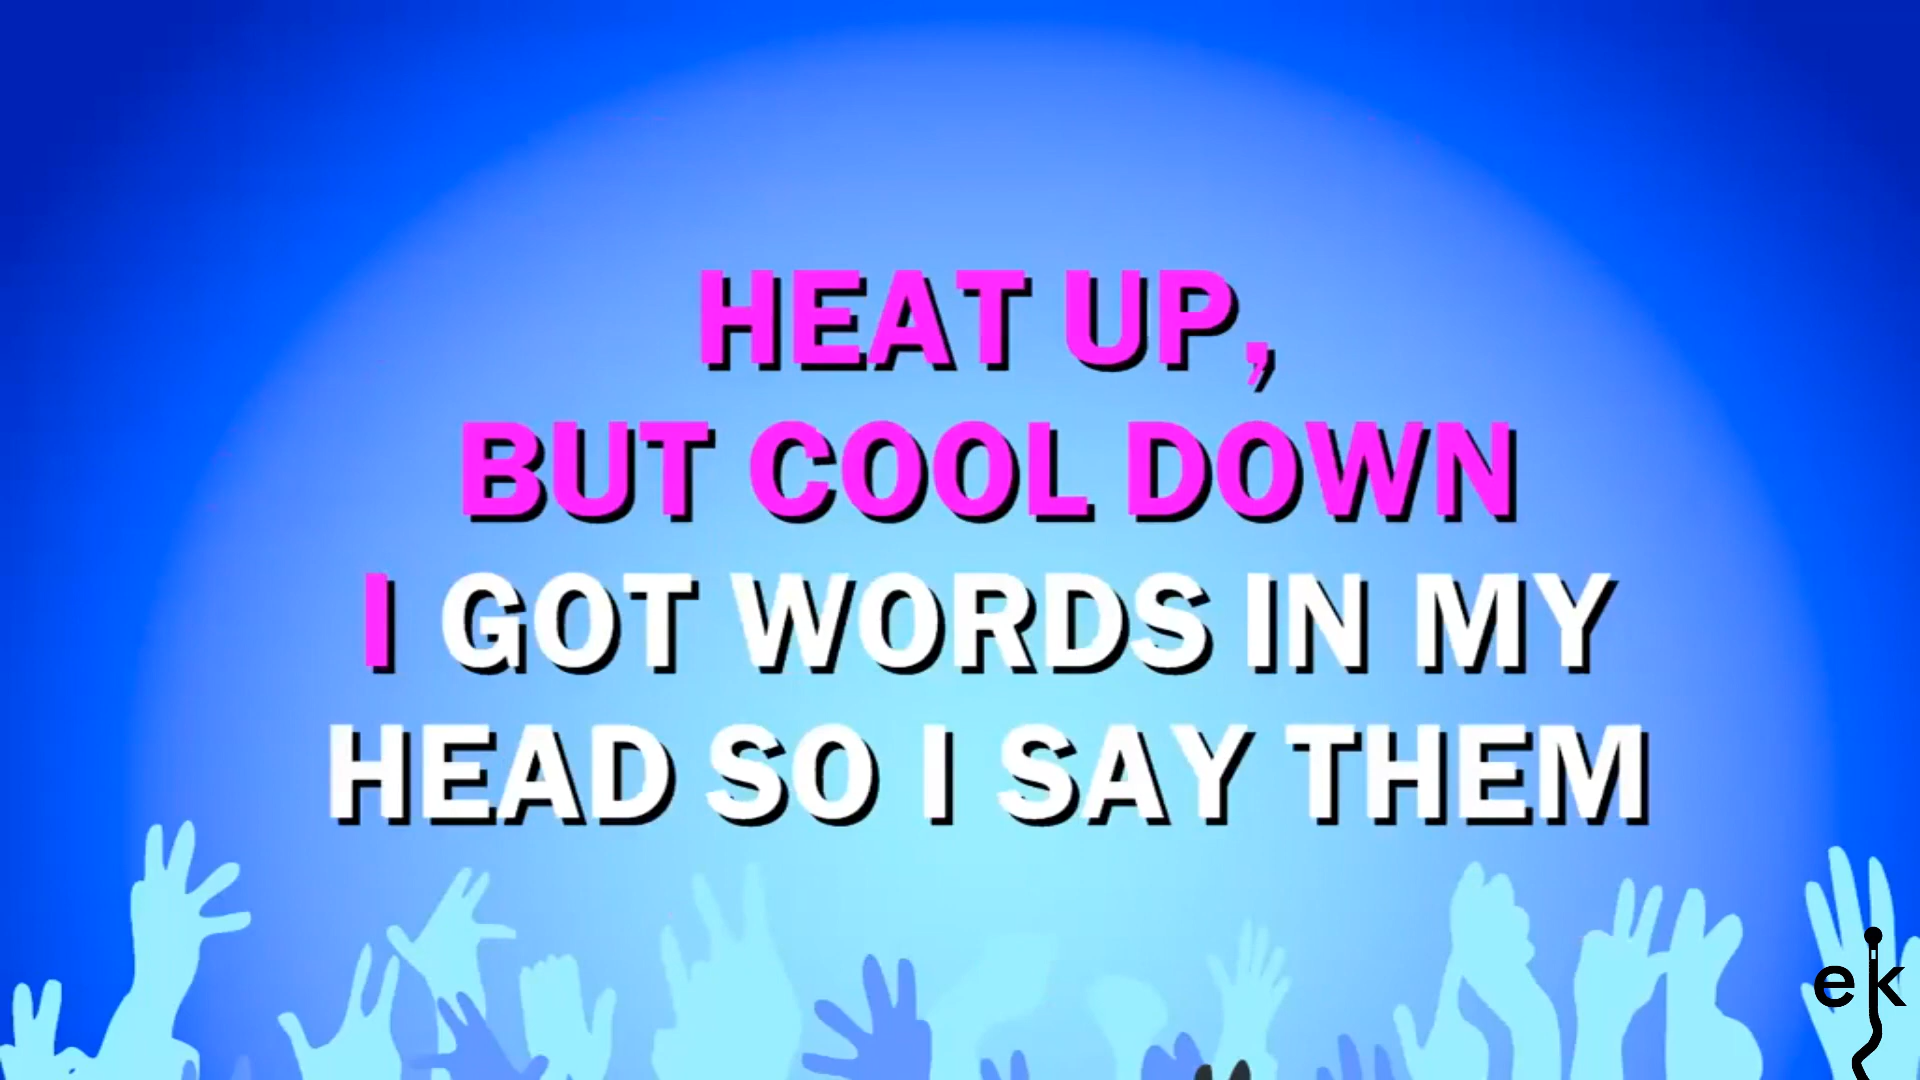 HEAT UP,
BUT COOL DOWN
I GOT WORDS IN MY
HEAD SO I SAY THEM
ek